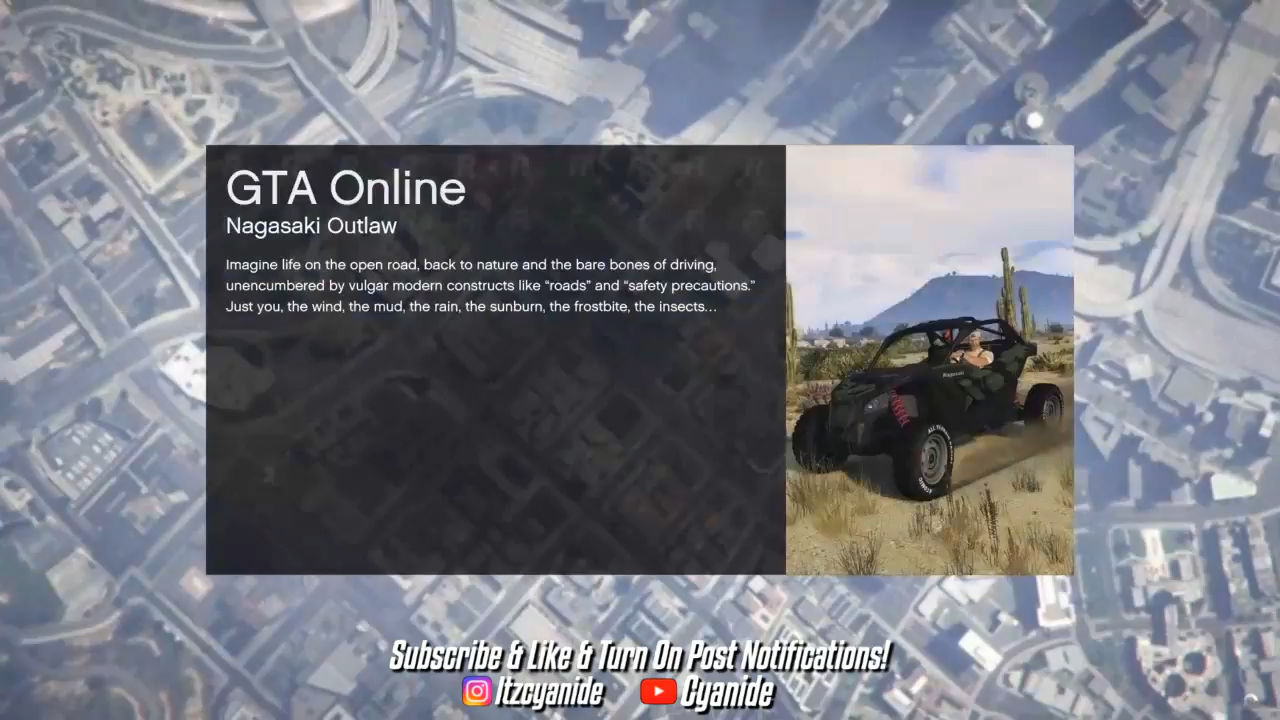 GTA Online
Nagasaki Outlaw
Imagine life on the open road, back to nature and the bare bones of driving,
unencumbered by vulgar modern constructs like “roads” and “safety precautions.”
Just you, the wind, the mud, the rain, the sunburn, the frostbite, the insects...
Nagasaki
Subscribe & Like & Turn On Post Notifications!
Itzcyanide
Cyanide